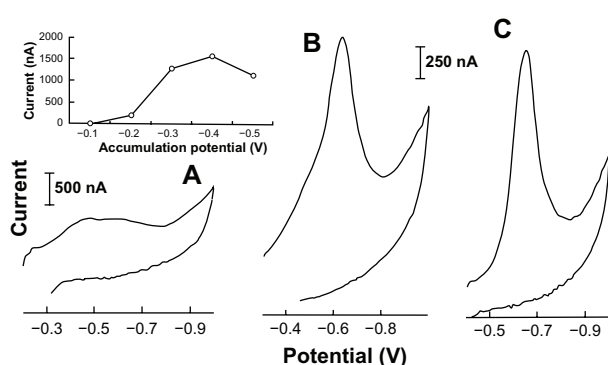 2000
1500
1000
500
0
Current (nA)
−0.1 −0.2 −0.3 −0.4 −0.5
Accumulation potential (V)
B
250 nA
C
A
500 nA
Current
−0.3 −0.5 −0.7 −0.9
−0.4 −0.6 −0.8
−0.5 −0.7 −0.9
Potential (V)